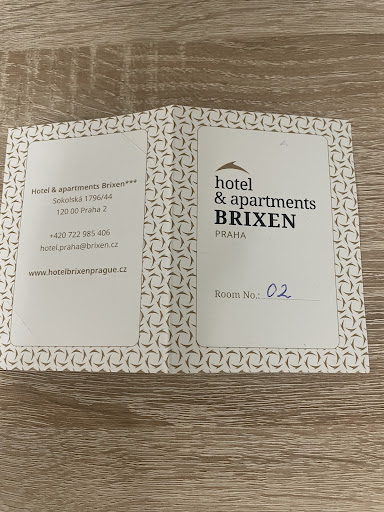 Hotel & apartments Brixen***
Sokolská 1796/44
120 00 Praha 2
+420 722 985 406
hotel.praha@brixen.cz
www.hotelbrixenprague.cz
hotel
& apartments
BRIXEN
PRAHA
Room No.: 02